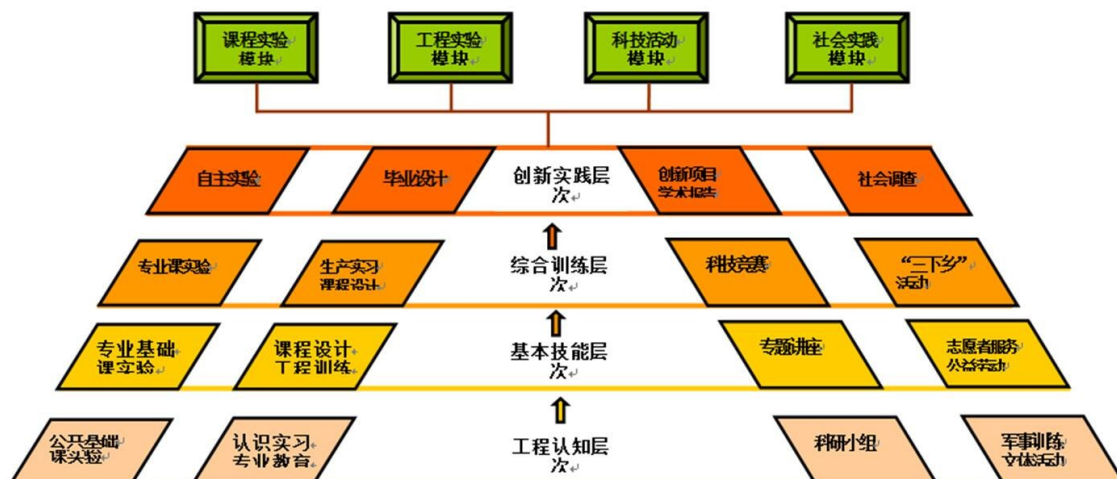 课程实验
模块
工程实验
模块
科技活动
模块
社会实践
模块
自主实验
毕业设计
创新实践层
次
创新项目
学术报告
社会调查
专业课实验
生产实习
课程设计
综合训练层
次
科技竞赛
“三下乡”
活动
专业基础
课实验
课程设计
工程训练
基本技能层
次
专题讲座
志愿者服务
公益劳动
公共基础
课实验
认识实习
专业教育
工程认知层
次
科研小组
军事训练
文体活动